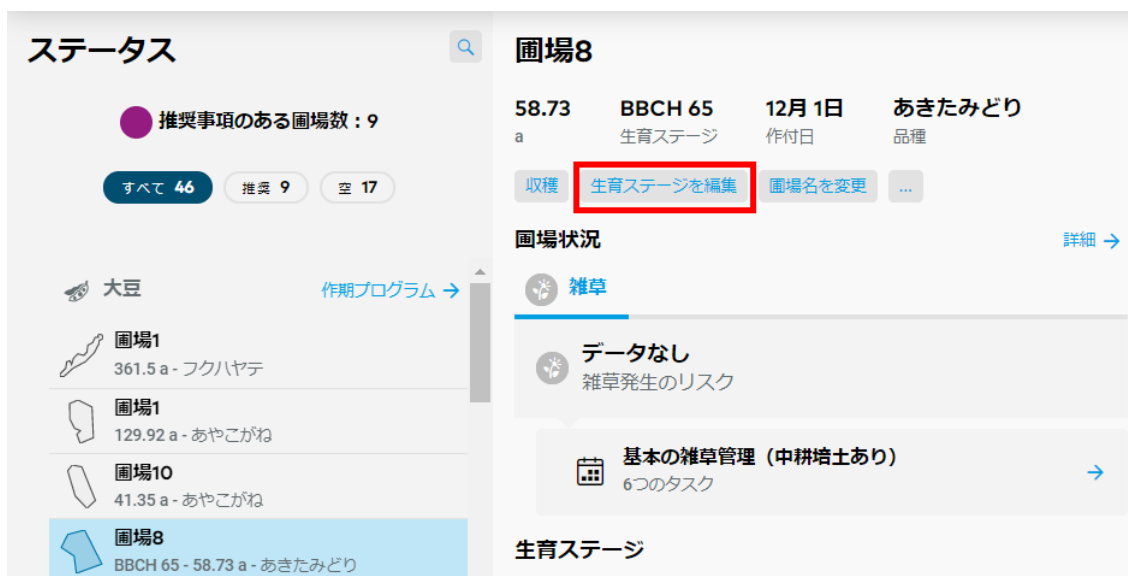 ステータス
推奨事項のある圃場数：9
すべて 46
推奨 9
空 17
大豆
作期プログラム →
圃場1
361.5 a - フクハヤテ
圃場1
129.92 a - あやこがね
圃場10
41.35 a - あやこがね
圃場8
BBCH 65 - 58.73 a - あきたみどり
圃場8
58.73 BBCH 65 12月 1日 あきたみどり
a 生育ステージ 作付日 品種
収穫 生育ステージを編集 圃場名を変更 ...
圃場状況 詳細 →
雑草
データなし
雑草発生のリスク
基本の雑草管理（中耕培土あり）
6つのタスク
生育ステージ